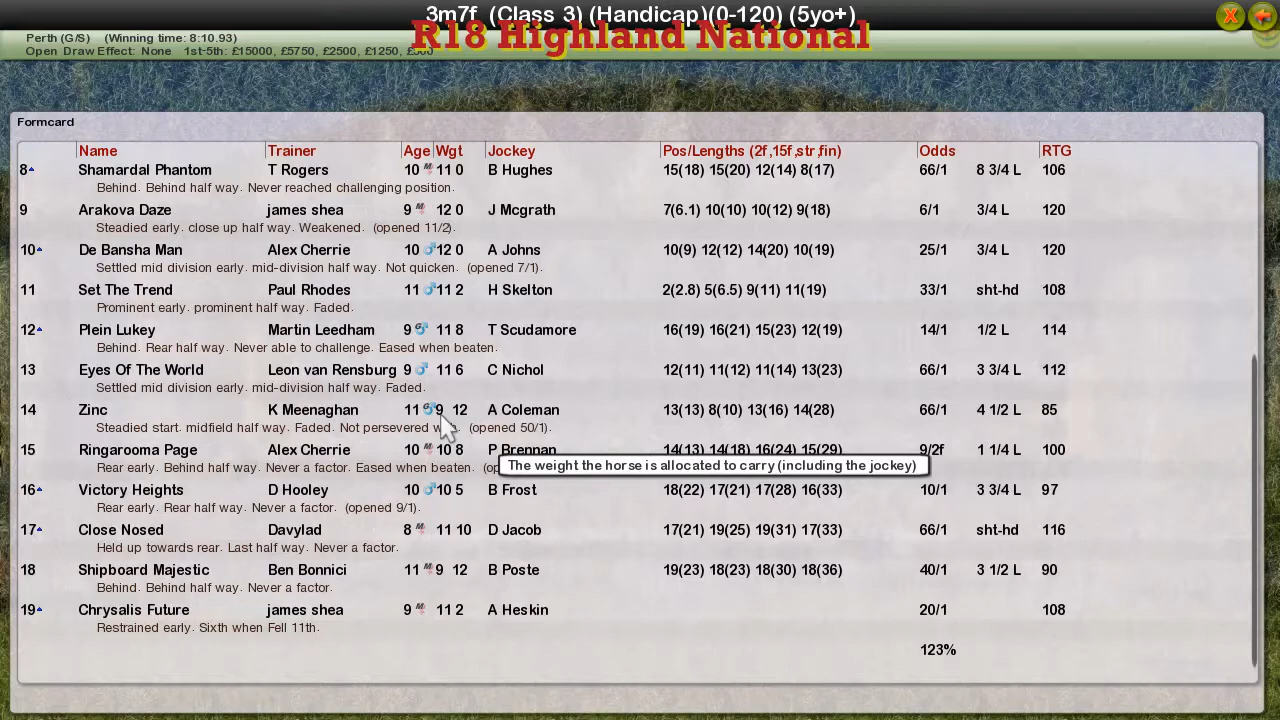 3m7f (Class 3) (Handicap)(0-120) (5yo+)
R18 Highland National
Perth (G/S) (Winning time: 8:10.93)
Open Draw Effect: None 1st-5th: £15000, £5750, £2500, £1250, £500
Formcard
Name Trainer Age Wgt Jockey Pos/Lengths (2f,15f,str,fin) Odds RTG
8 Shamardal Phantom T Rogers 10 M 11 0 B Hughes 15(18) 15(20) 12(14) 8(17) 66/1 8 3/4 L 106
Behind. Behind half way. Never reached challenging position.
9 Arakova Daze james shea 9 M 12 0 J Mcgrath 7(6.1) 10(10) 10(12) 9(18) 6/1 3/4 L 120
Steadied early. close up half way. Weakened. (opened 11/2).
10 De Bansha Man Alex Cherrie 10 12 0 A Johns 10(9) 12(12) 14(20) 10(19) 25/1 3/4 L 120
Settled mid division early. mid-division half way. Not quicken. (opened 7/1).
11 Set The Trend Paul Rhodes 11 11 2 H Skelton 2(2.8) 5(6.5) 9(11) 11(19) 33/1 sht-hd 108
Prominent early. prominent half way. Faded.
12 Plein Lukey Martin Leedham 9 G 11 8 T Scudamore 16(19) 16(21) 15(23) 12(19) 14/1 1/2 L 114
Behind. Rear half way. Never able to challenge. Eased when beaten.
13 Eyes Of The World Leon van Rensburg 9 11 6 C Nichol 12(11) 11(12) 11(14) 13(23) 66/1 3 3/4 L 112
Settled mid division early. mid-division half way. Faded.
14 Zinc K Meenaghan 11 G 9 12 A Coleman 13(13) 8(10) 13(16) 14(28) 66/1 4 1/2 L 85
Steadied start. midfield half way. Faded. Not persevered w. (opened 50/1).
15 Ringarooma Page Alex Cherrie 10 M 10 8 P Brennan 14(13) 14(18) 16(24) 15(29) 9/2f 1 1/4 L 100
Rear early. Behind half way. Never a factor. Eased when beaten. (op
The weight the horse is allocated to carry (including the jockey)
16 Victory Heights D Hooley 10 10 5 B Frost 18(22) 17(21) 17(28) 16(33) 10/1 3 3/4 L 97
Rear early. Rear half way. Never a factor. (opened 9/1).
17 Close Nosed Davylad 8 M 11 10 D Jacob 17(21) 19(25) 19(31) 17(33) 66/1 sht-hd 116
Held up towards rear. Last half way. Never a factor.
18 Shipboard Majestic Ben Bonnici 11 M 9 12 B Poste 19(23) 18(23) 18(30) 18(36) 40/1 3 1/2 L 90
Behind. Behind half way. Never a factor.
19 Chrysalis Future james shea 9 M 11 2 A Heskin 20/1 108
Restrained early. Sixth when Fell 11th.
123%